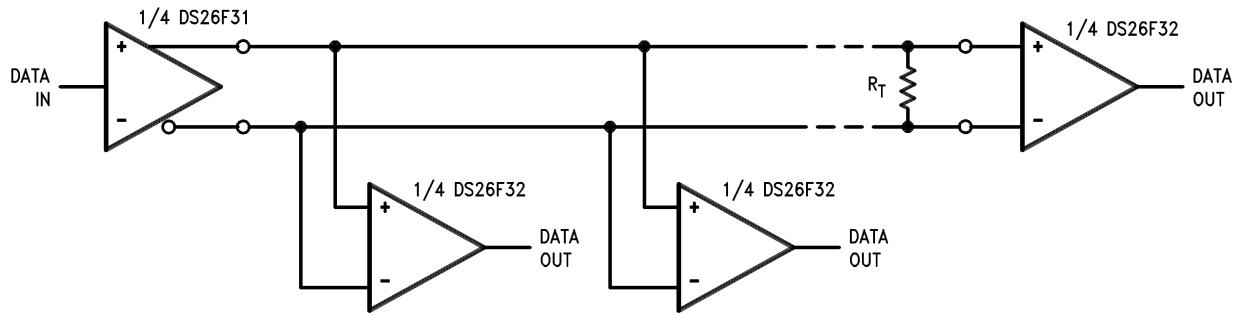 1/4 DS26F31
1/4 DS26F32
+
+
DATA
IN
R_T
DATA
OUT
−
−
1/4 DS26F32
1/4 DS26F32
+
+
DATA
OUT
DATA
OUT
−
−